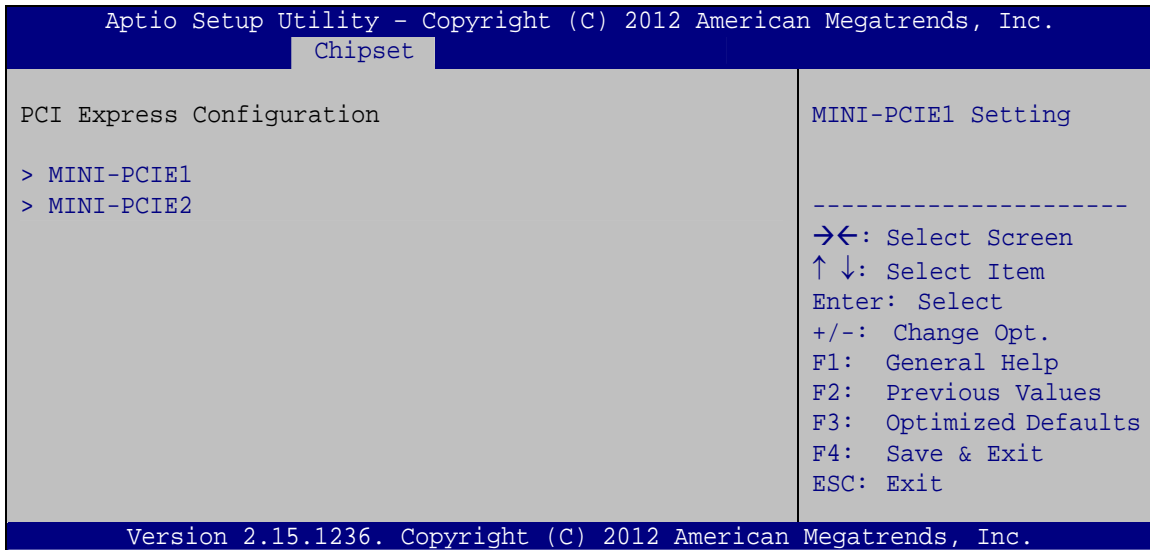 Aptio Setup Utility – Copyright (C) 2012 American Megatrends, Inc.
Chipset
PCI Express Configuration
> MINI-PCIE1
> MINI-PCIE2
MINI-PCIE1 Setting
----------------------
→←: Select Screen
↑ ↓: Select Item
Enter: Select
+/-: Change Opt.
F1: General Help
F2: Previous Values
F3: Optimized Defaults
F4: Save & Exit
ESC: Exit
Version 2.15.1236. Copyright (C) 2012 American Megatrends, Inc.